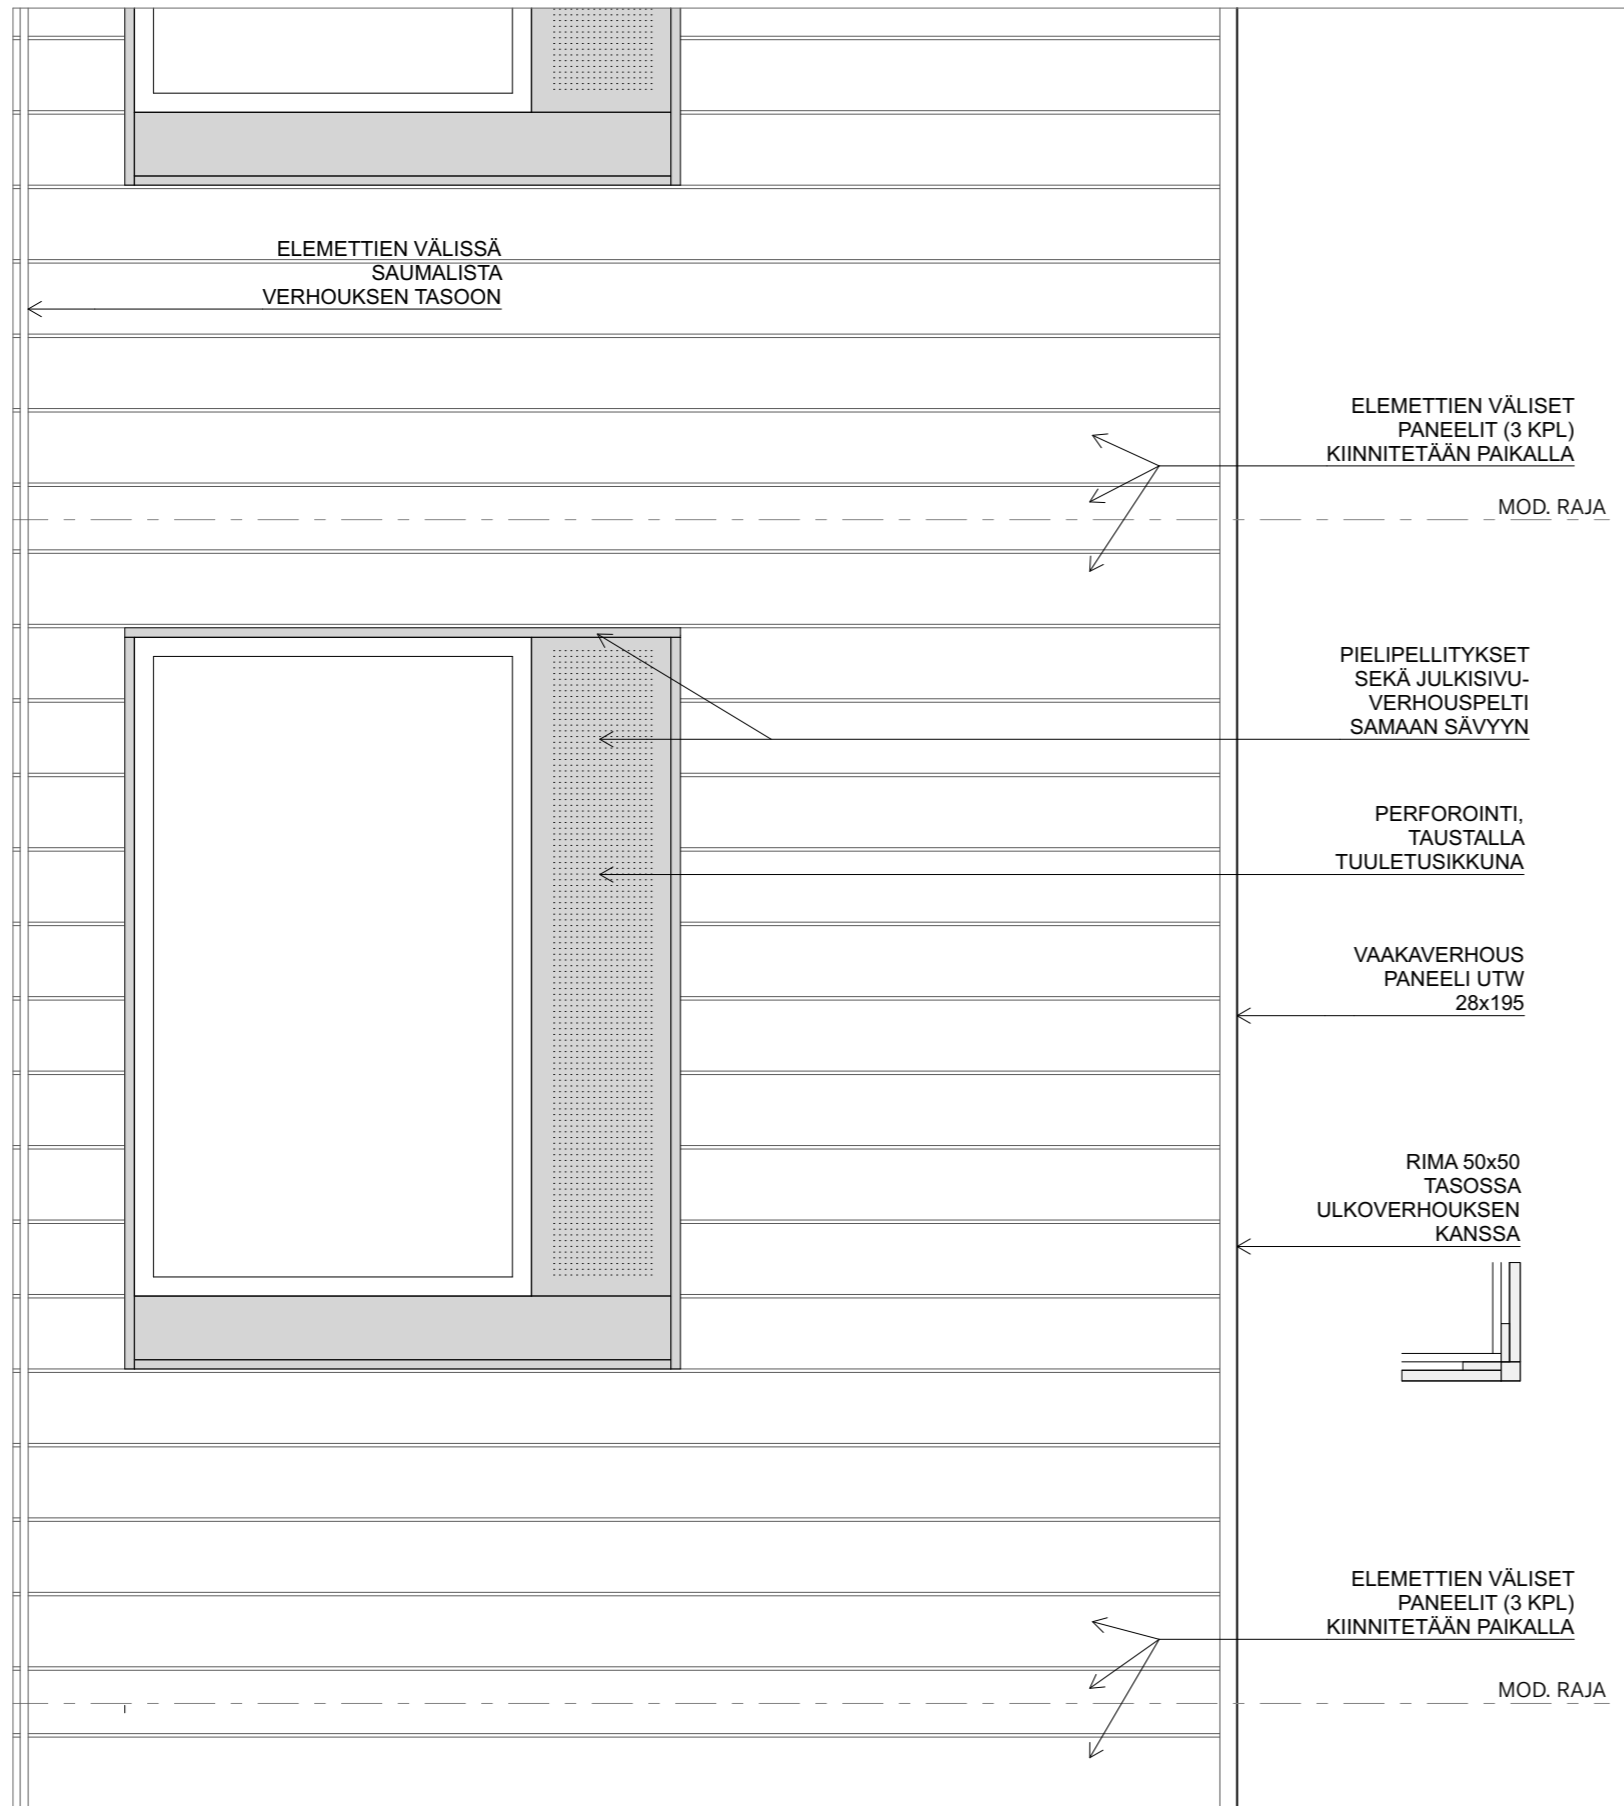 ELEMETTIEN VÄLISSÄ
SAUMALISTA
VERHOUKSEN TASOON
ELEMETTIEN VÄLISET
PANEELIT (3 KPL)
KIINNITETÄÄN PAIKALLA
MOD. RAJA
PIELIPELLITYKSET
SEKÄ JULKISIVU-
VERHOUSPELTI
SAMAAN SÄVYYN
PERFOROINTI,
TAUSTALLA
TUULETUSIKKUNA
VAAKAVERHOUS
PANEELI UTW
28x195
RIMA 50x50
TASOSSA
ULKOVERHOUKSEN
KANSSA
ELEMETTIEN VÄLISET
PANEELIT (3 KPL)
KIINNITETÄÄN PAIKALLA
MOD. RAJA